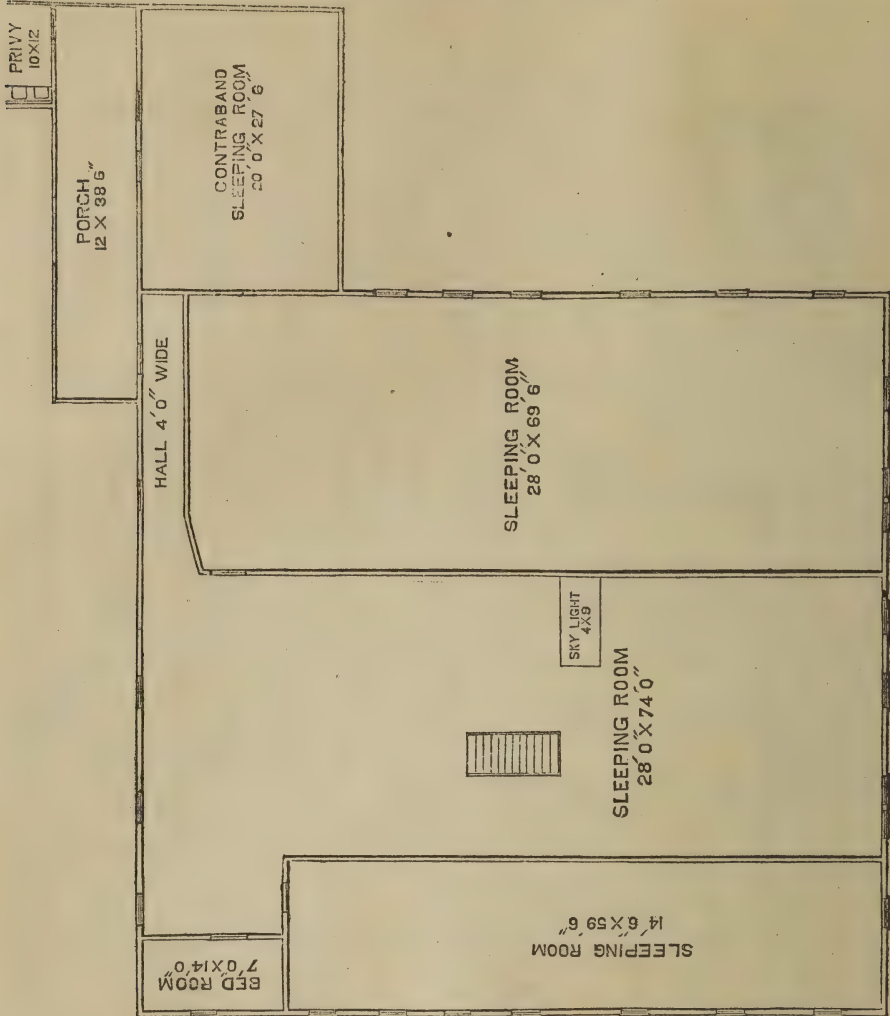 PRIVY
10X12
PORCH
12 X 38 6"
CONTRABAND
SLEEPING ROOM
20' 0" X 27' 6"
HALL 4' 0" WIDE
SLEEPING ROOM
28' 0" X 69' 6"
SKY LIGHT
4X9
SLEEPING ROOM
28' 0" X 74' 0"
SLEEPING ROOM
14' 6" X 59' 6"
BED ROOM
7' 0" X 14' 0"